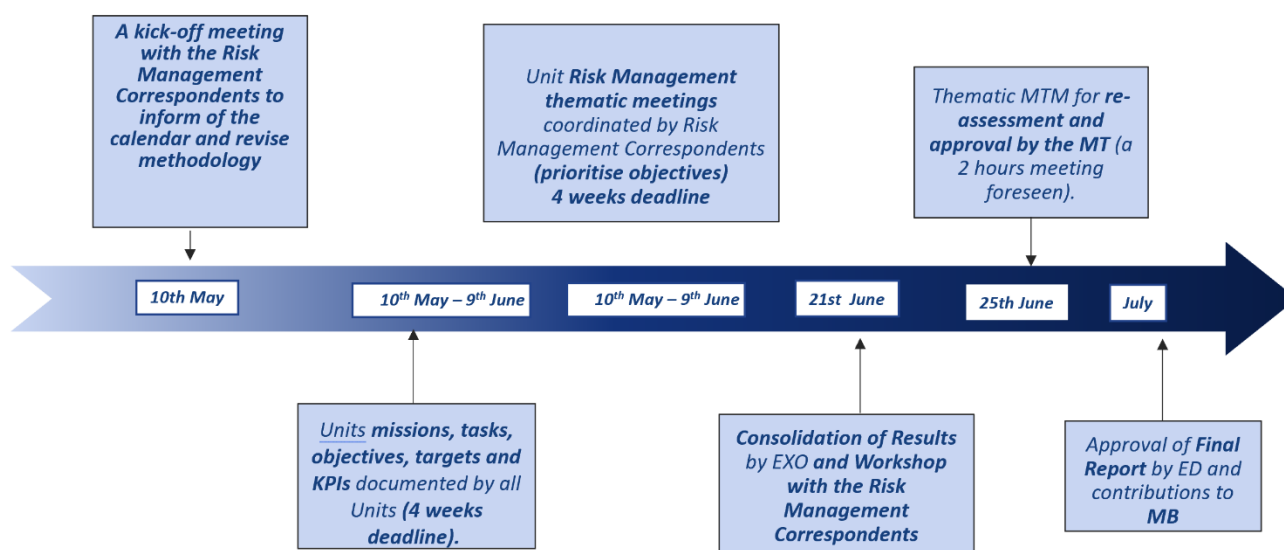 A kick-off meeting
with the Risk
Management
Correspondents to
inform of the
calendar and revise
methodology
Unit Risk Management
thematic meetings
coordinated by Risk
Management Correspondents
(prioritise objectives)
4 weeks deadline
Thematic MTM for re-
assessment and
approval by the MT (a
2 hours meeting
foreseen).
10th May
10th May – 9th June
10th May – 9th June
21st June
25th June
July
Units missions, tasks,
objectives, targets and
KPIs documented by all
Units (4 weeks
deadline).
Consolidation of Results
by EXO and Workshop
with the Risk
Management
Correspondents
Approval of Final
Report by ED and
contributions to
MB